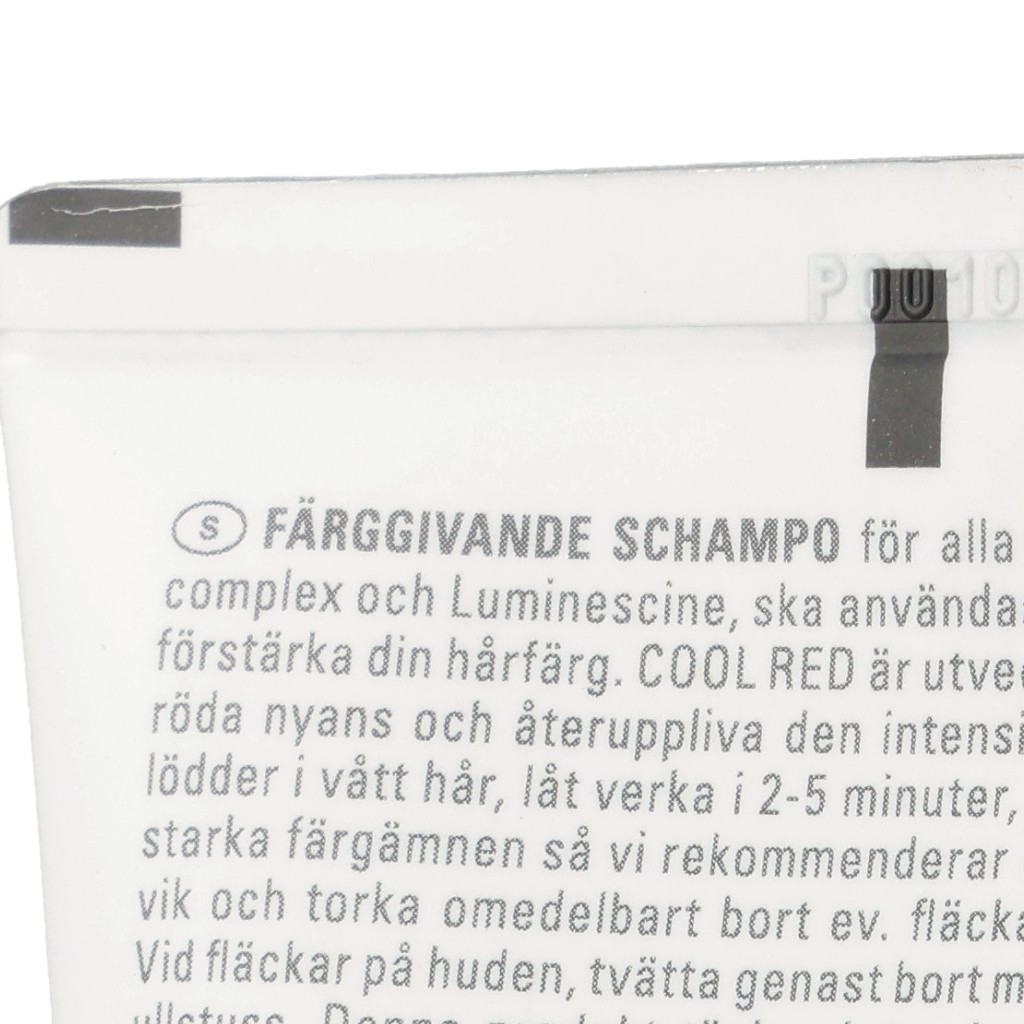 P0010
S FÄRGGIVANDE SCHAMPO för alla
complex och Luminescine, ska användas
förstärka din hårfärg. COOL RED är utvec
röda nyans och återuppliva den intensi
lödder i vått hår, låt verka i 2-5 minuter,
starka färgämnen så vi rekommenderar
vik och torka omedelbart bort ev. fläcka
Vid fläckar på huden, tvätta genast bort m